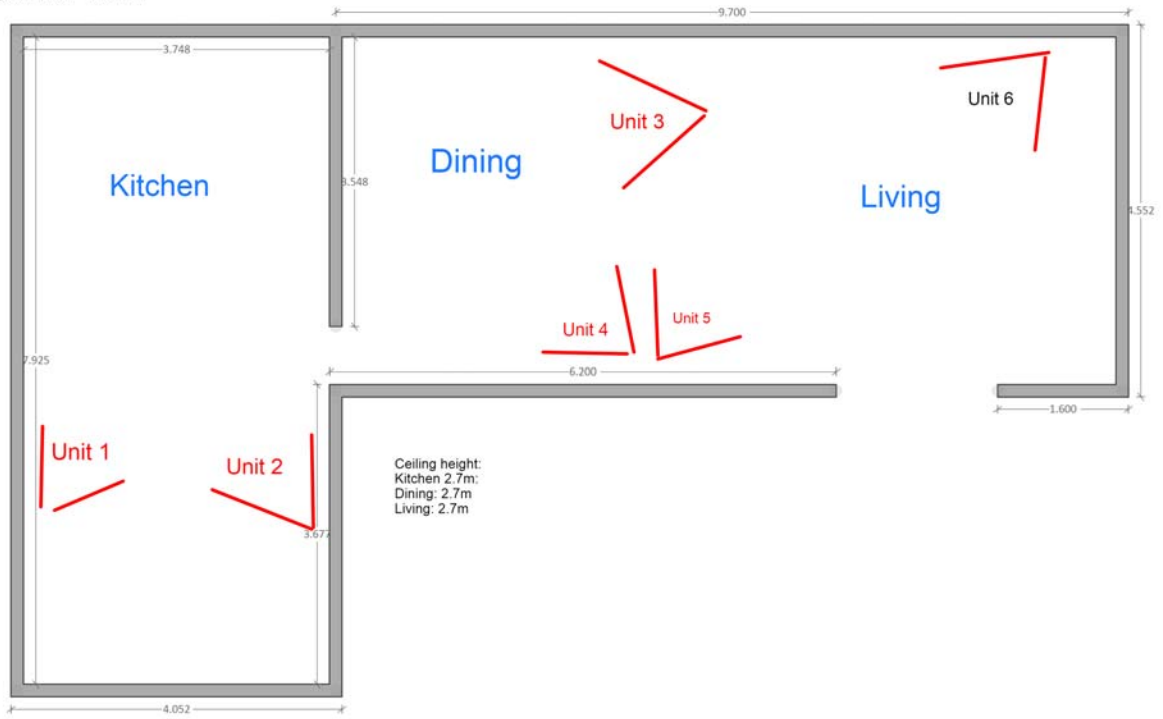 9.700
3.748
Unit 6
Unit 3
Dining
3.548
Kitchen
Living
4.552
Unit 4
Unit 5
7.925
6.200
1.600
Unit 1
Unit 2
Ceiling height:
Kitchen 2.7m:
Dining: 2.7m
Living: 2.7m
3.677
4.052